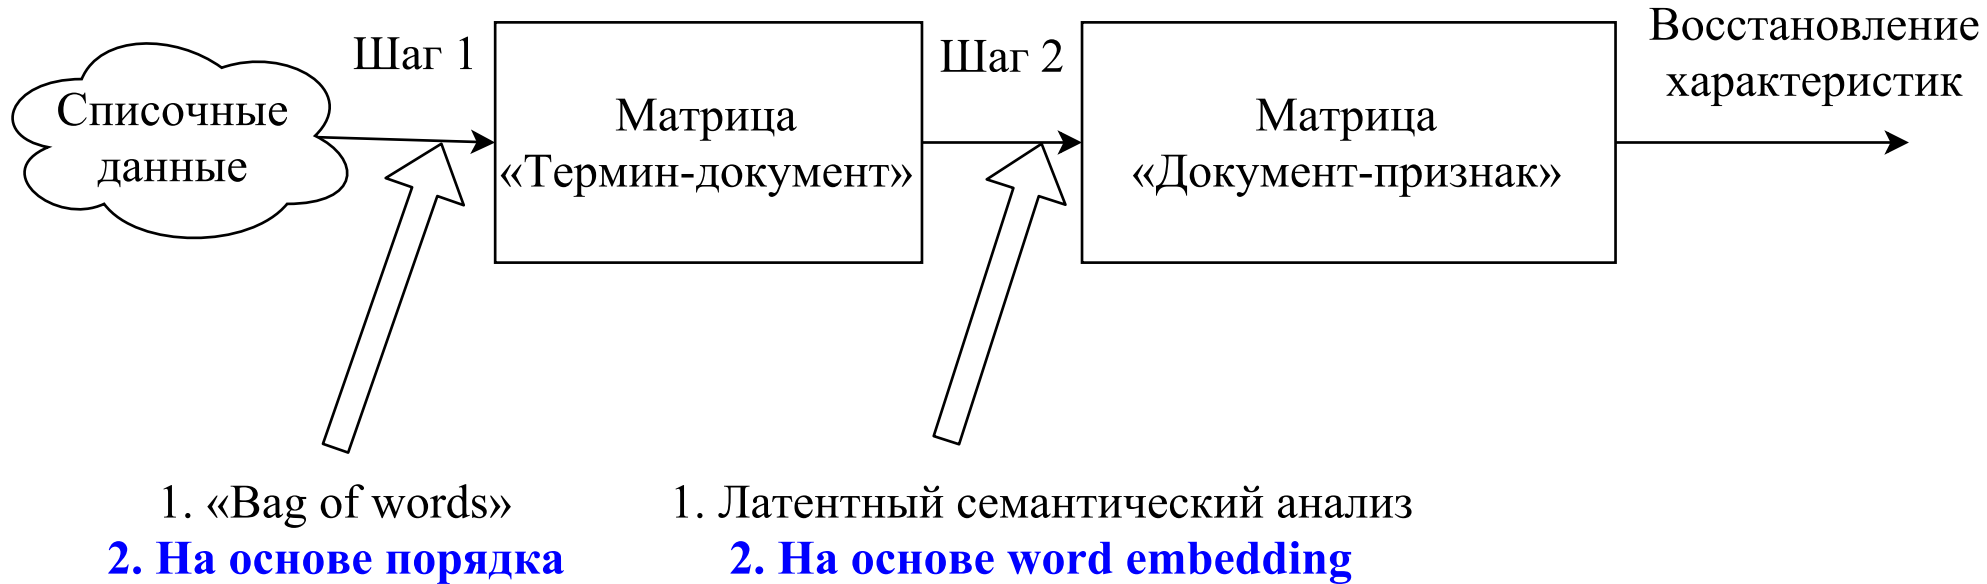 Списочные
данные
Шаг 1
Матрица
«Термин-документ»
Шаг 2
Матрица
«Документ-признак»
Восстановление
характеристик
1. «Bag of words»
2. На основе порядка
1. Латентный семантический анализ
2. На основе word embedding